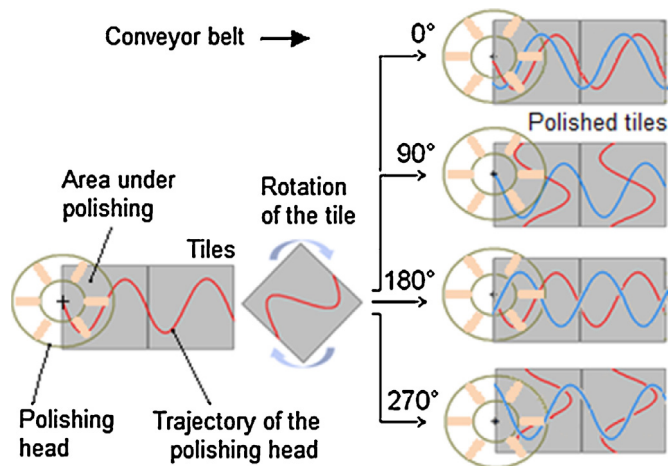 Conveyor belt
0°
Polished tiles
90°
Area under
polishing
Rotation
of the tile
Tiles
180°
270°
Polishing
head
Trajectory of the
polishing head